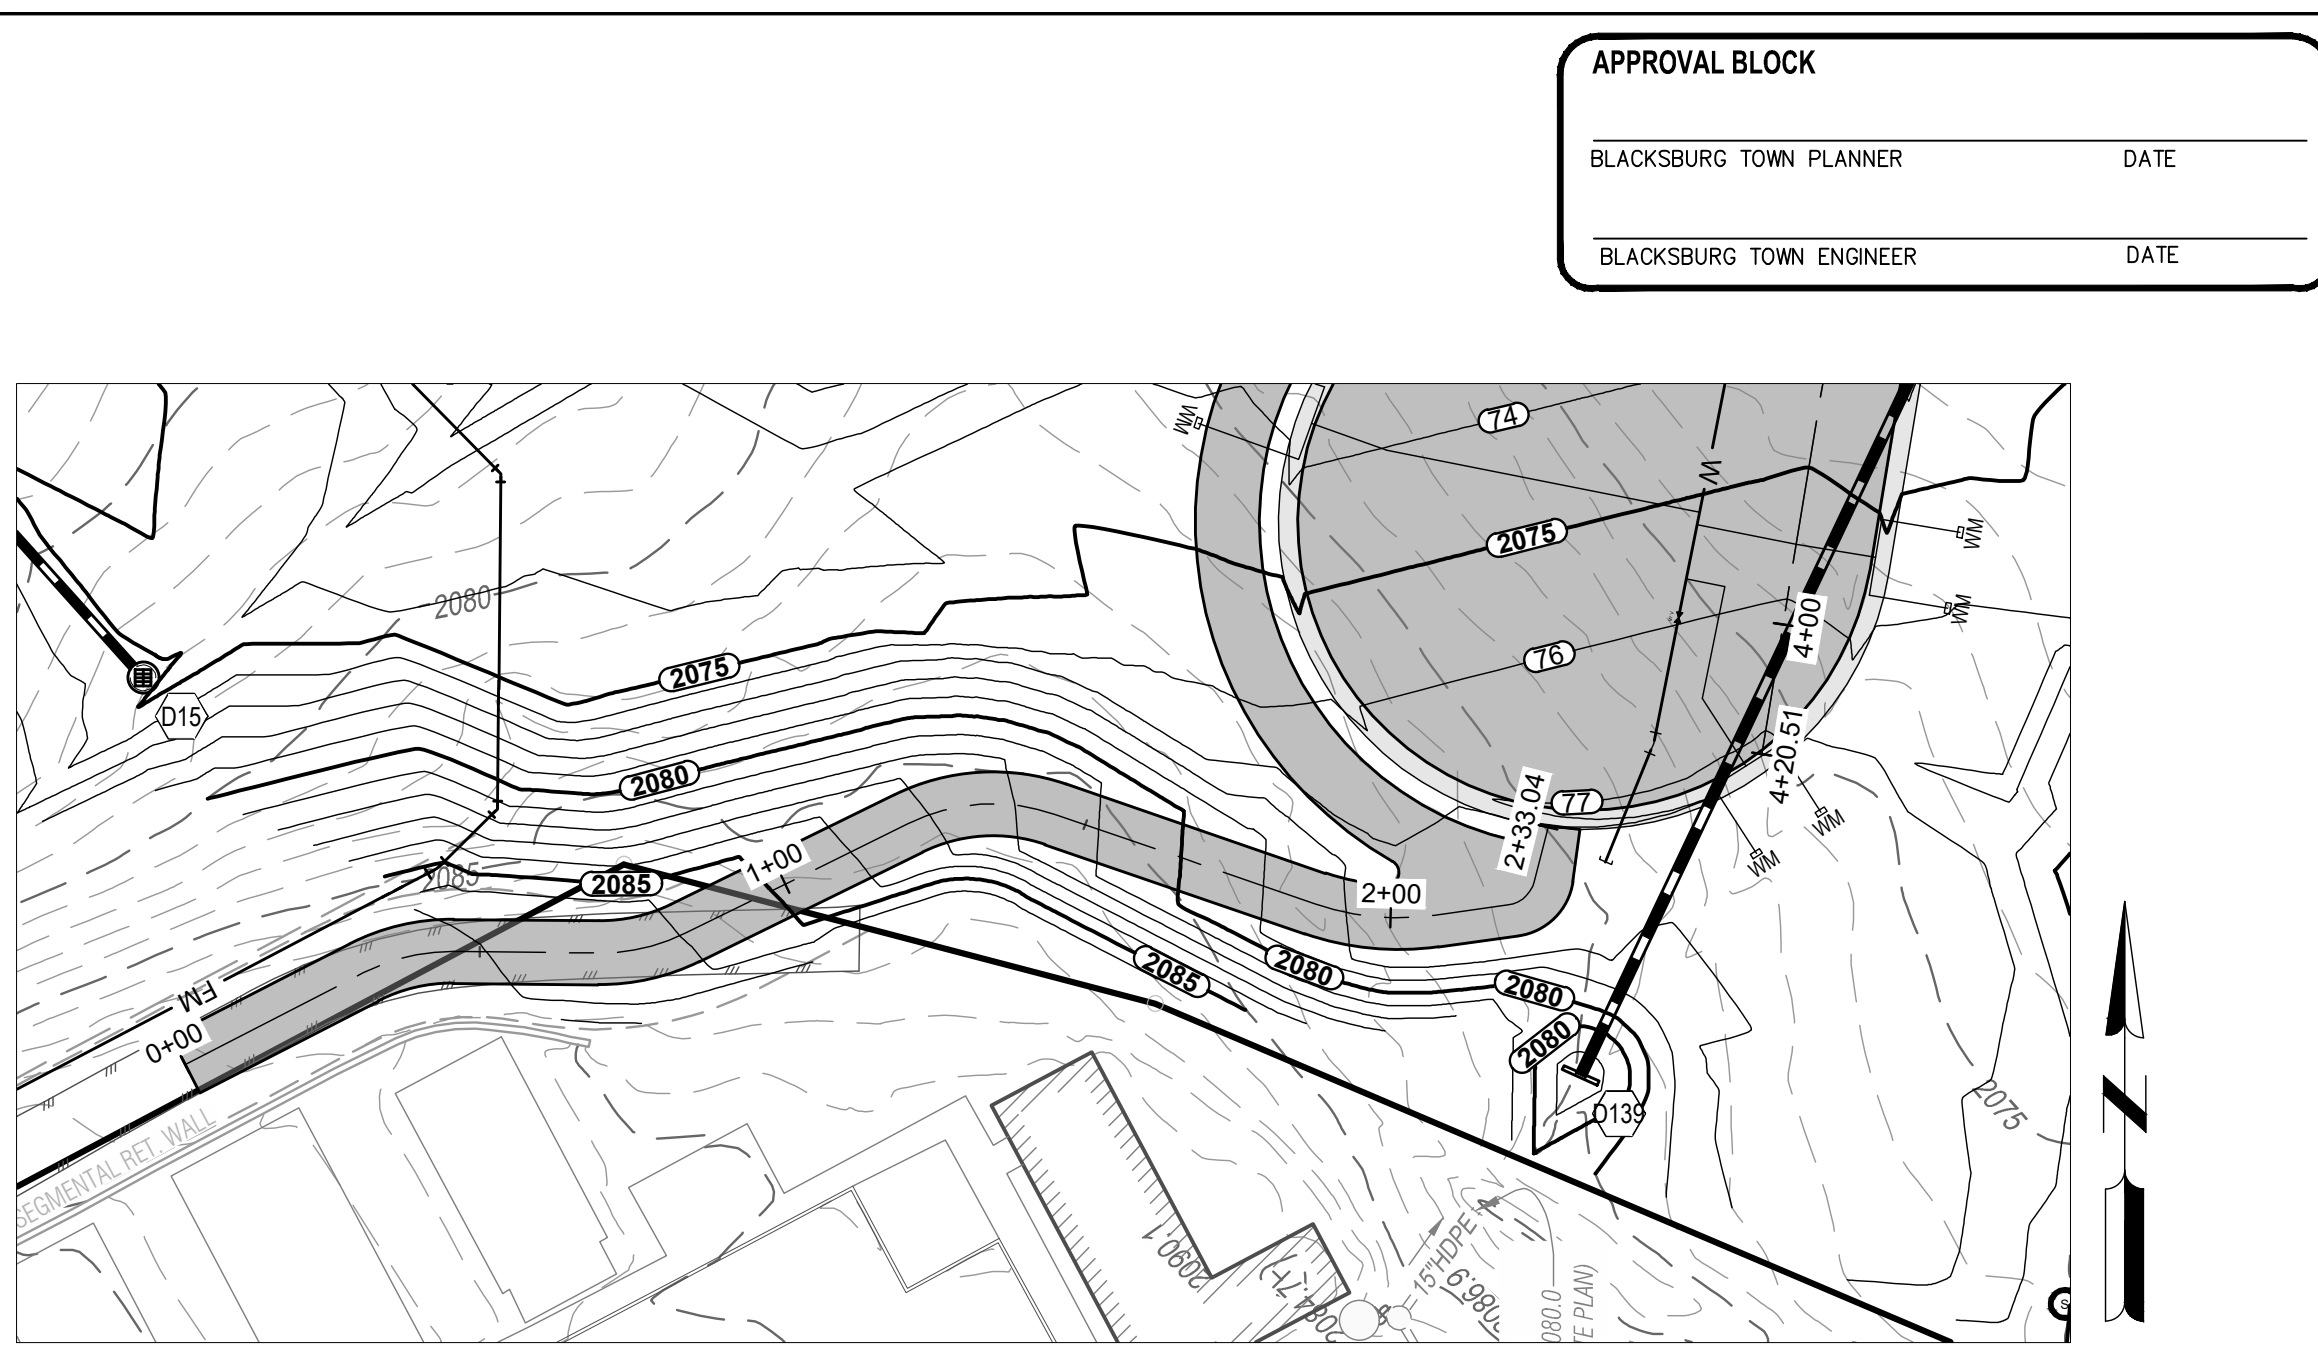 APPROVAL BLOCK
BLACKSBURG TOWN PLANNER DATE
BLACKSBURG TOWN ENGINEER DATE
74
WM
W
2075
WM
2080
WM
4+00
76
2075
D15
4+20.51
2080
77
2+33.04
WM
WM
1+00
2085
2085
2+00
2080
2085
2080
FM
0+00
2080
D139
2075
SEGMENTAL RET. WALL
2090.1
15"HDPE
N
S